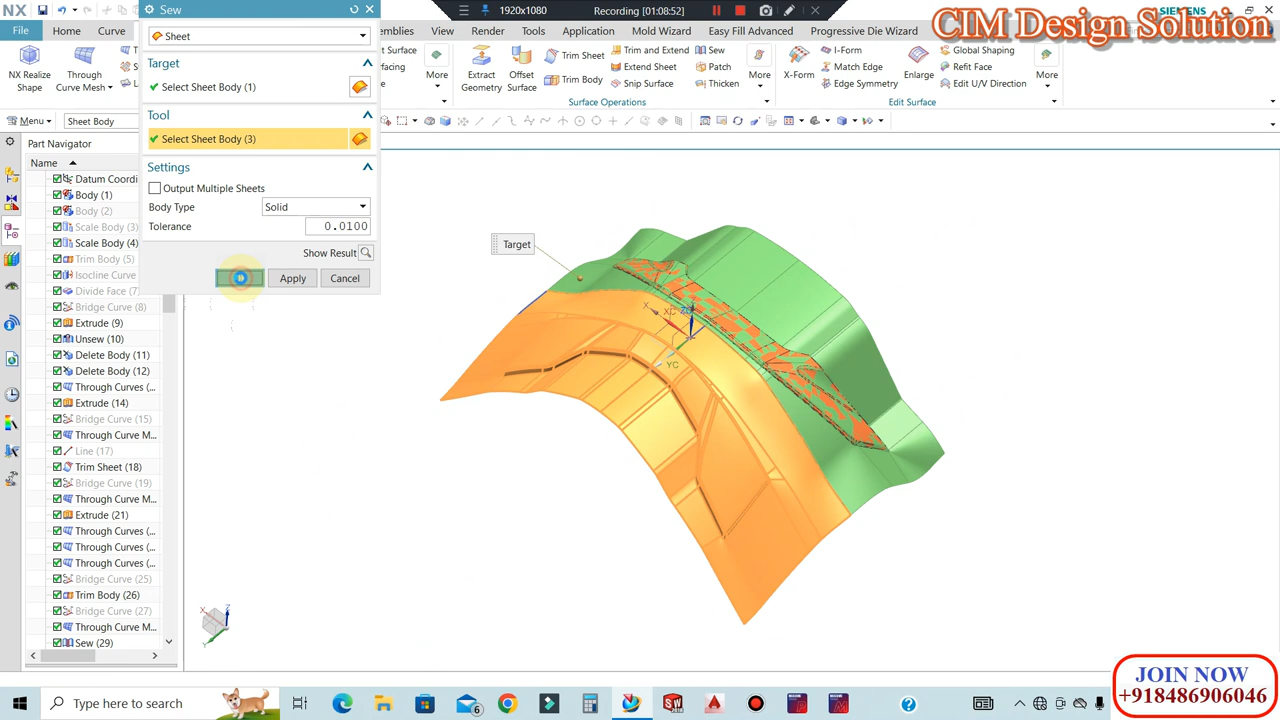 NX
Sew
1920x1080
Recording [01:08:52]
CIM Design Solution
File
Home
Curve
emblies
View
Render
Tools
Application
Mold Wizard
Easy Fill Advanced
Progressive Die Wizard
Sheet
Target
Select Sheet Body (1)
Tool
Select Sheet Body (3)
Settings
Output Multiple Sheets
Body Type
Solid
Tolerance
0.0100
Show Result
Apply
Cancel
NX Realize
Shape
Through
Curve Mesh
More
Extract
Geometry
Offset
Surface
Trim Sheet
Trim Body
Trim and Extend
Extend Sheet
Snip Surface
Sew
Patch
Thicken
More
Surface Operations
X-Form
I-Form
Match Edge
Edge Symmetry
Enlarge
Global Shaping
Refit Face
Edit U/V Direction
More
Edit Surface
Menu
Sheet Body
Part Navigator
Name
Datum Coordi
Body (1)
Body (2)
Scale Body (3)
Scale Body (4)
Trim Body (5)
Isocline Curve
Divide Face (7
Bridge Curve (8)
Extrude (9)
Unsew (10)
Delete Body (11)
Delete Body (12)
Through Curves (...
Extrude (14)
Bridge Curve (15)
Through Curve M...
Line (17)
Trim Sheet (18)
Bridge Curve (19)
Through Curve M...
Extrude (21)
Through Curves (...
Through Curves (...
Through Curves (...
Bridge Curve (25)
Trim Body (26)
Bridge Curve (27)
Through Curve M...
Sew (29)
Target
X
XC
YC
X
Z
Y
JOIN NOW
+918486906046
Type here to search
6